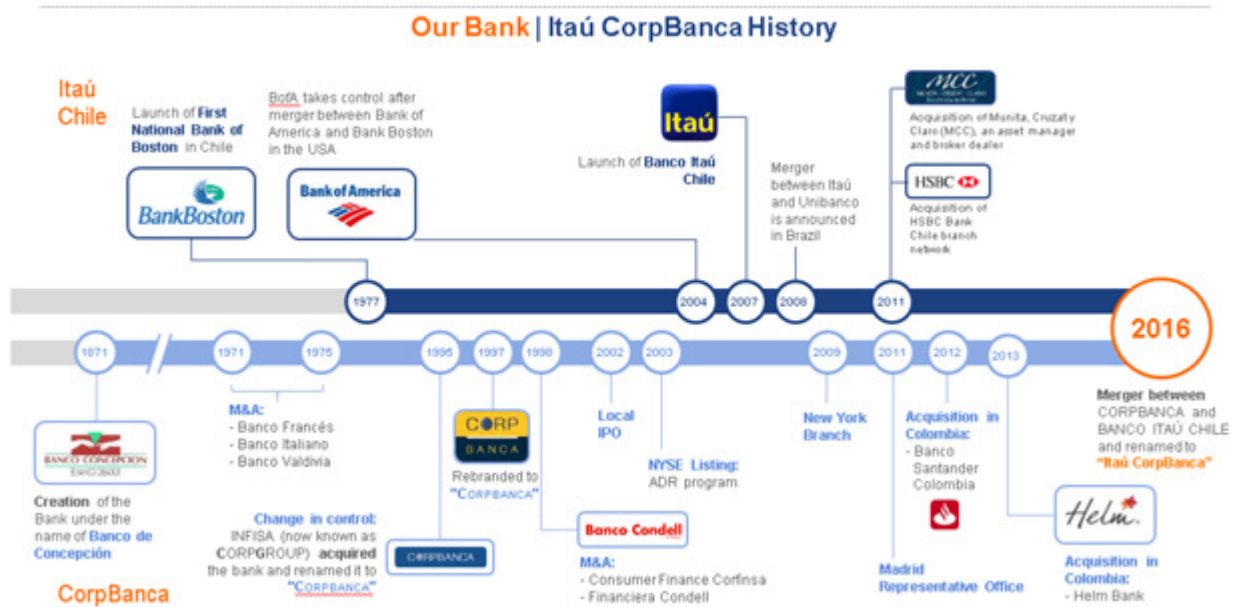 Our Bank | Itaú CorpBanca History
Itaú
Chile
Launch of First
National Bank of
Boston in Chile
BankBoston
BofA takes control after
merger between Bank of
America and Bank Boston
in the USA
Bank of America
Itaú
Launch of Banco Itaú
Chile
Merger
between Itaú
and Unibanco
is announced
in Brazil
MCC
Acquisition of Munita, Cruzat y
Claro (MCC), an asset manager
and broker dealer
HSBC
Acquisition of
HSBC Bank
Chile branch
network
1977
2004
2007
2008
2011
2016
1871
1971
1975
1995
1997
1998
2002
2003
2009
2011
2012
2013
BANCO CONCEPCION
Creation of the
Bank under the
name of Banco de
Concepción
M&A:
- Banco Francés
- Banco Italiano
- Banco Valdivia
Change in control:
INFISA (now known as
CORPGROUP) acquired
the bank and renamed it to
"CORPBANCA"
CORPBANCA
CORP
BANCA
Rebranded to
"CORPBANCA"
Banco Condell
M&A:
- Consumer Finance Corfinsa
- Financiera Condell
Local
IPO
NYSE Listing:
ADR program
New York
Branch
Madrid
Representative Office
Acquisition in
Colombia:
- Banco
Santander
Colombia
Helm.
Acquisition in
Colombia:
- Helm Bank
Merger between
CORPBANCA and
BANCO ITAÚ CHILE
and renamed to
"Itaú CorpBanca"
CorpBanca